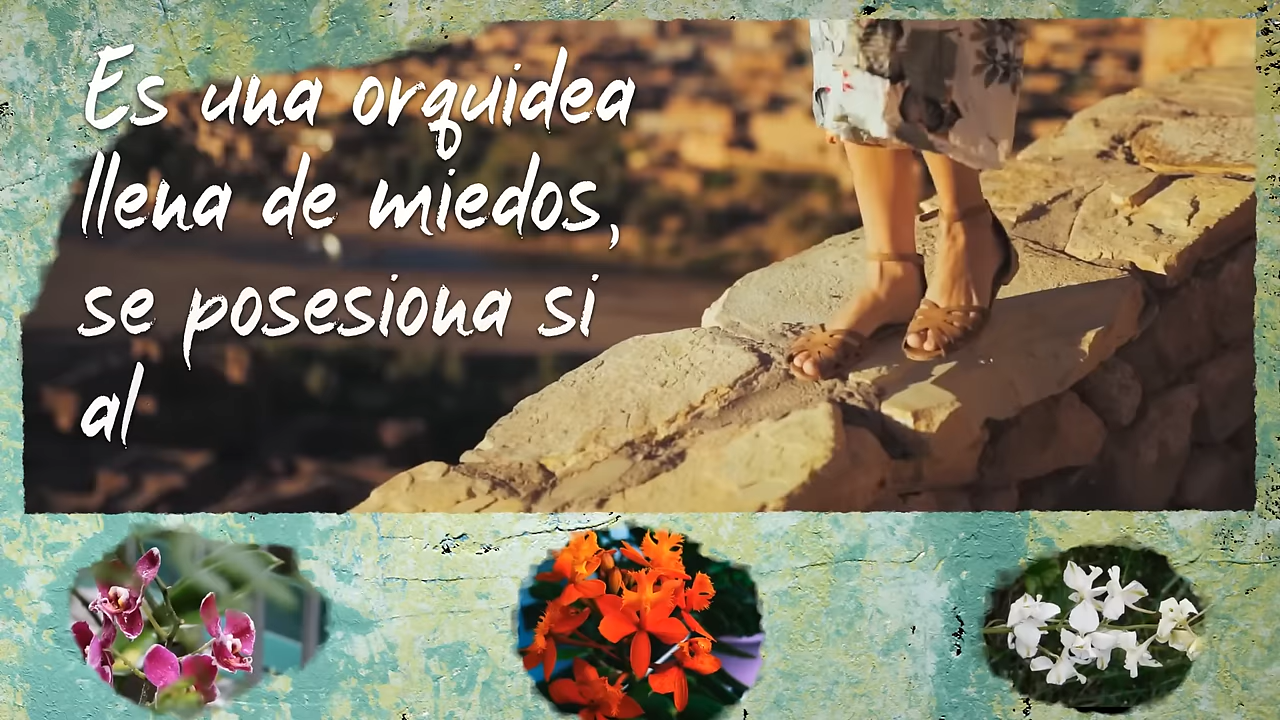 Es una orquidea
llena de miedos,
se posesiona si
al